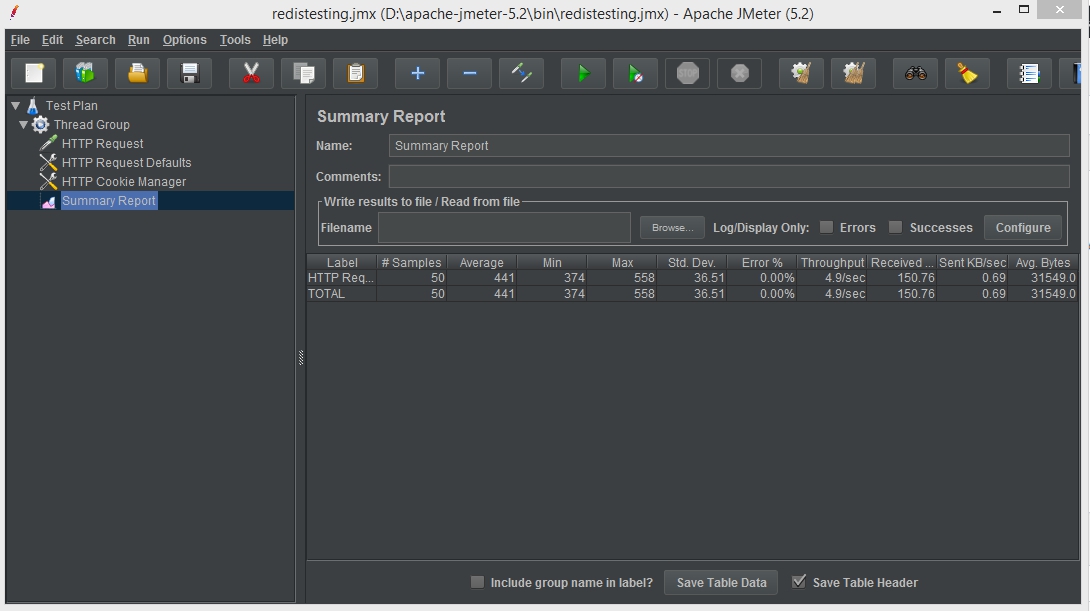 redistesting.jmx (D:\apache-jmeter-5.2\bin\redistesting.jmx) - Apache JMeter (5.2)
File Edit Search Run Options Tools Help
STOP
Test Plan
Thread Group
HTTP Request
HTTP Request Defaults
HTTP Cookie Manager
Summary Report
Summary Report
Name: Summary Report
Comments:
Write results to file / Read from file
Filename Browse... Log/Display Only: Errors Successes Configure
Label # Samples Average Min Max Std. Dev. Error % Throughput Received ... Sent KB/sec Avg. Bytes
HTTP Req... 50 441 374 558 36.51 0.00% 4.9/sec 150.76 0.69 31549.0
TOTAL 50 441 374 558 36.51 0.00% 4.9/sec 150.76 0.69 31549.0
Include group name in label? Save Table Data Save Table Header